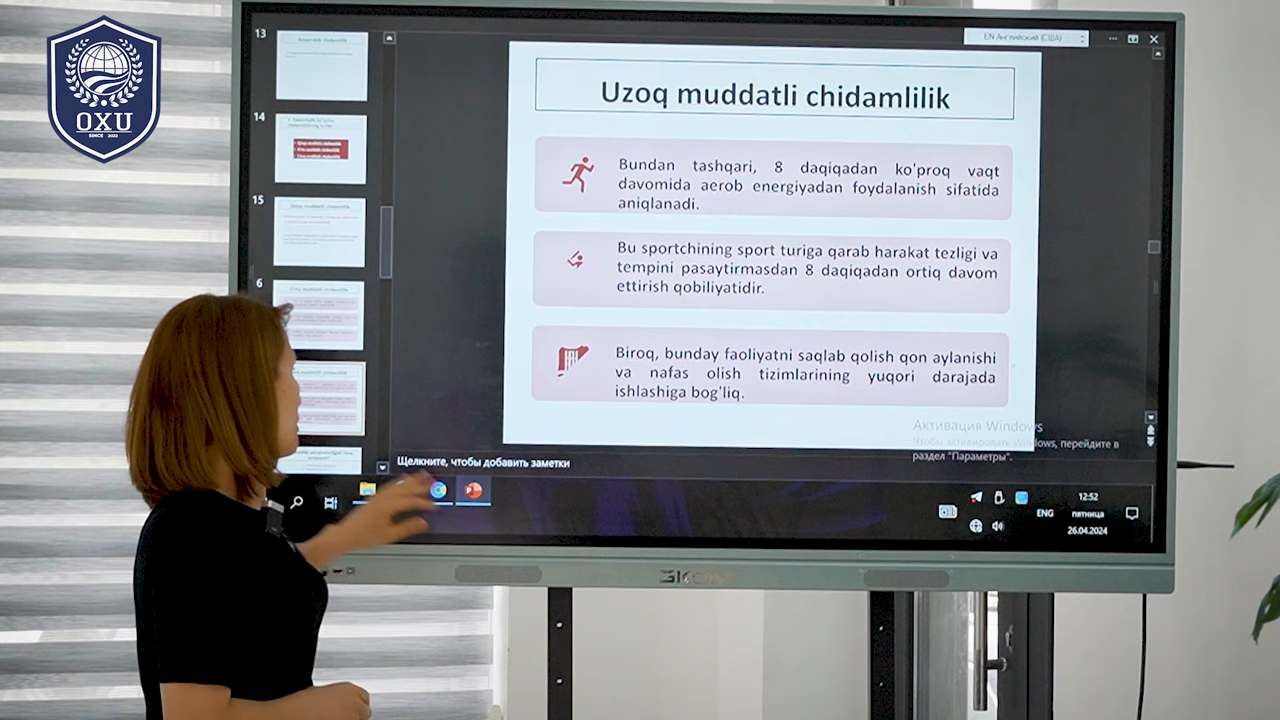 OXU
SINCE 2022
13
14
15
6
EN Английский (США)
Uzoq muddatli chidamlilik
Bundan tashqari, 8 daqiqadan ko'proq vaqt
davomida aerob energiyadan foydalanish sifatida
aniqlanadi.
Bu sportchining sport turiga qarab harakat tezligi va
tempini pasaytirmasdan 8 daqiqadan ortiq davom
ettirish qobiliyatidir.
Biroq, bunday faoliyatni saqlab qolish qon aylanishi
va nafas olish tizimlarining yuqori darajada
ishlashiga bog'liq.
Активация Windows
Чтобы активировать Windows, перейдите в
раздел "Параметры".
Щелкните, чтобы добавить заметки
ENG
12:52
пятница
26.04.2024